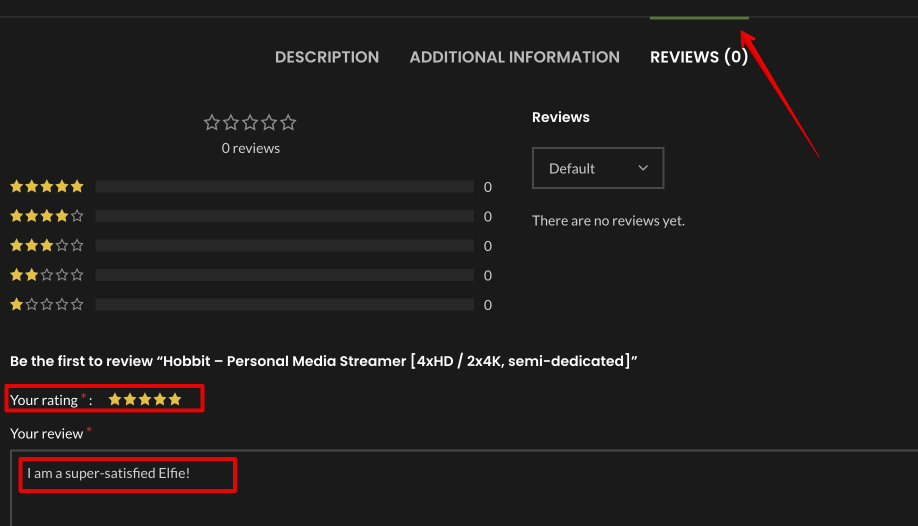 DESCRIPTION ADDITIONAL INFORMATION REVIEWS (0)
0 reviews
0
0
0
0
0
Reviews
Default
There are no reviews yet.
Be the first to review “Hobbit – Personal Media Streamer [4xHD / 2x4K, semi-dedicated]”
Your rating * :
Your review *
I am a super-satisfied Elfie!